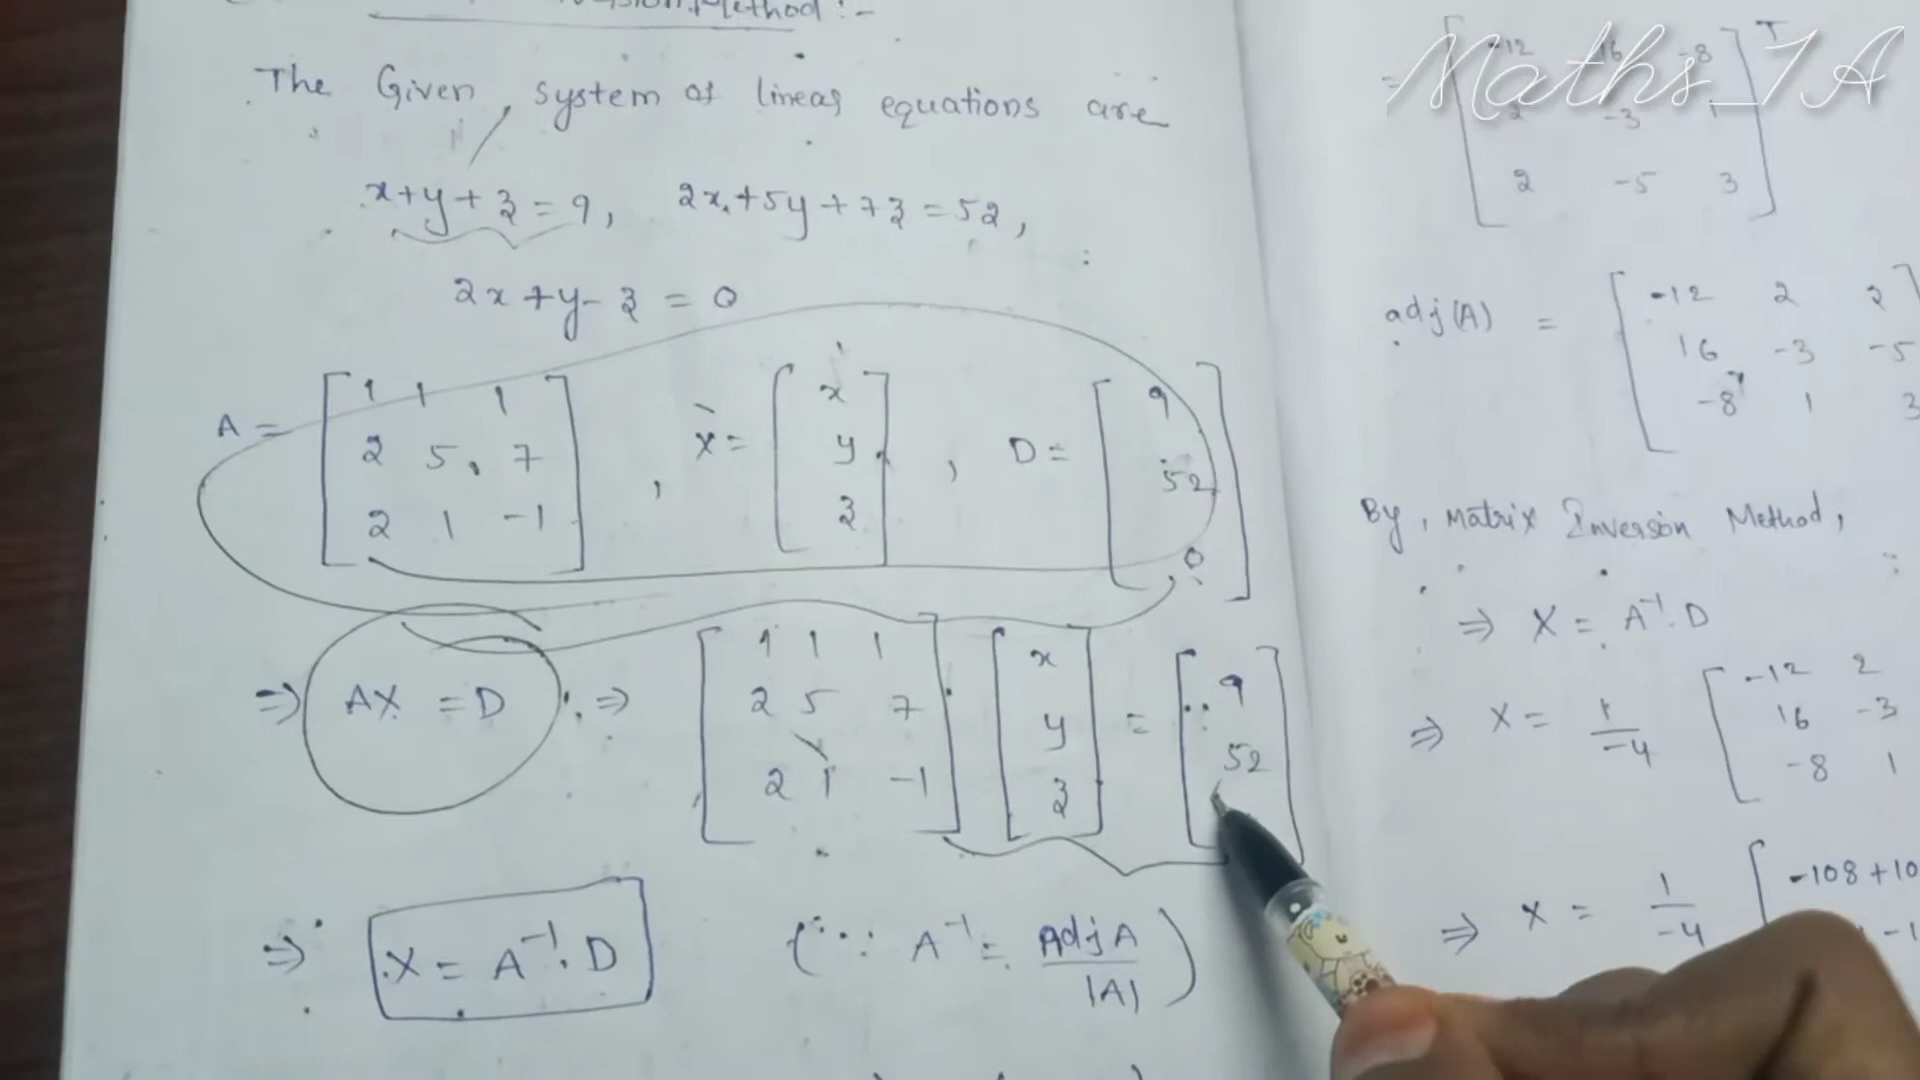 Method :-
The Given system of linear equations are
x+y+z=9, 2x+5y+7z=52,
2x+y-z=0
A = [1 1 1
2 5 7
2 1 -1] , X = [x
y
z] , D = [9
52
0]
⇒ AX = D ⇒ [1 1 1
2 5 7
2 1 -1] [x
y
z] = [9
52
⇒ X = A⁻¹. D (∵ A⁻¹ = AdjA / |A|)
Maths_1A
= [-12 16 -8
2 -3 1
2 -5 3]ᵀ
adj(A) = [-12 2 2
16 -3 -5
-8 1 3
By, Matrix Inversion Method,
⇒ X = A⁻¹. D
⇒ X = 1/-4 [-12 2
16 -3
-8 1
⇒ X = 1/-4 [-108+10